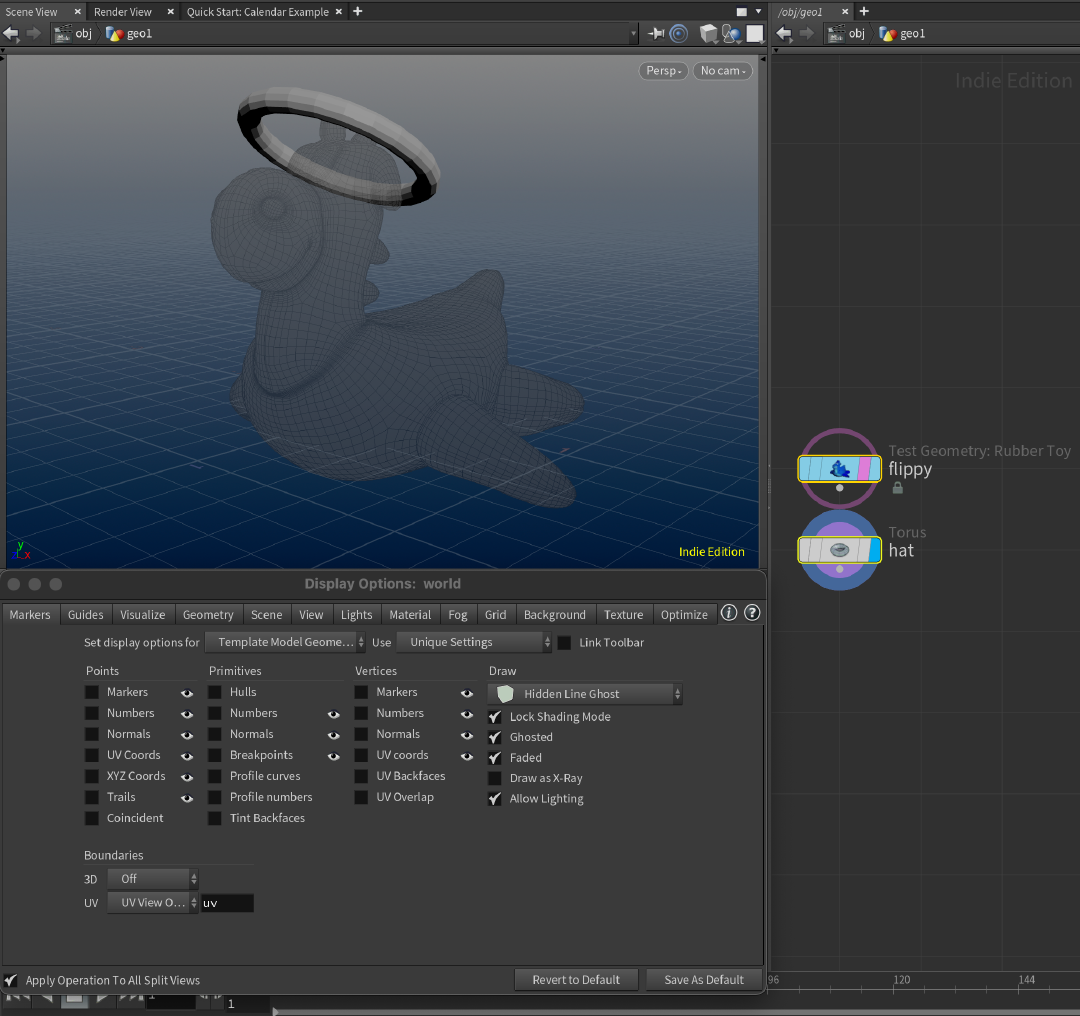 Scene View
Render View
Quick Start: Calendar Example
/obj/geo1
obj
geo1
obj
geo1
Persp
No cam
Indie Edition
Test Geometry: Rubber Toy
flippy
Torus
hat
y
x
Indie Edition
Display Options: world
Markers
Guides
Visualize
Geometry
Scene
View
Lights
Material
Fog
Grid
Background
Texture
Optimize
Set display options for
Template Model Geome...
Use
Unique Settings
Link Toolbar
Points
Markers
Numbers
Normals
UV Coords
XYZ Coords
Trails
Coincident
Primitives
Hulls
Numbers
Normals
Breakpoints
Profile curves
Profile numbers
Tint Backfaces
Vertices
Markers
Numbers
Normals
UV coords
UV Backfaces
UV Overlap
Draw
Hidden Line Ghost
Lock Shading Mode
Ghosted
Faded
Draw as X-Ray
Allow Lighting
Boundaries
3D
Off
UV
UV View O...
uv
Apply Operation To All Split Views
Revert to Default
Save As Default
96
120
144
1
1